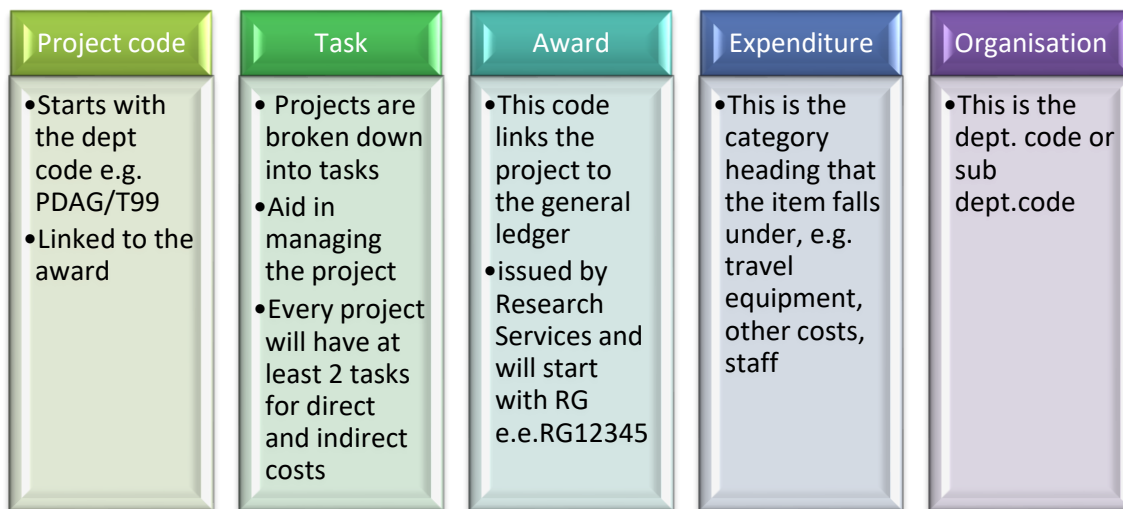 Project code
•Starts with
the dept
code e.g.
PDAG/T99
•Linked to the
award
Task
• Projects are
broken down
into tasks
•Aid in
managing
the project
•Every project
will have at
least 2 tasks
for direct
and indirect
costs
Award
•This code
links the
project to
the general
ledger
•issued by
Research
Services and
will start
with RG
e.e.RG12345
Expenditure
•This is the
category
heading that
the item falls
under, e.g.
travel
equipment,
other costs,
staff
Organisation
•This is the
dept. code or
sub
dept.code